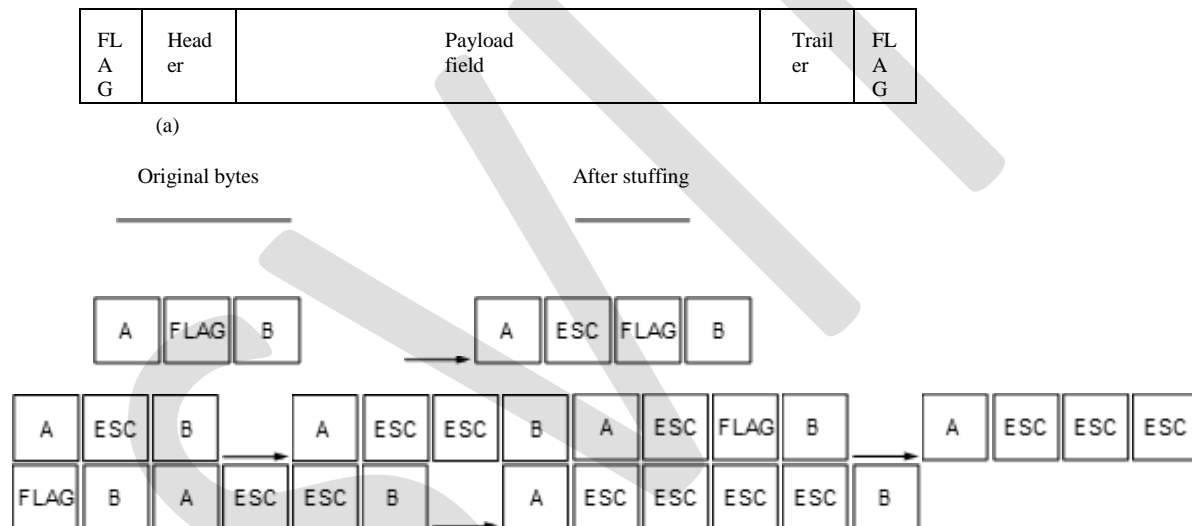 FL Head Payload Trail FL
A er field er A
G G
(a)
Original bytes After stuffing
A FLAG B A ESC FLAG B
A ESC B A ESC ESC B A ESC FLAG B A ESC ESC ESC
FLAG B A ESC ESC B A ESC ESC ESC ESC B